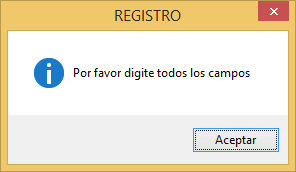 REGISTRO
Por favor digite todos los campos
Aceptar